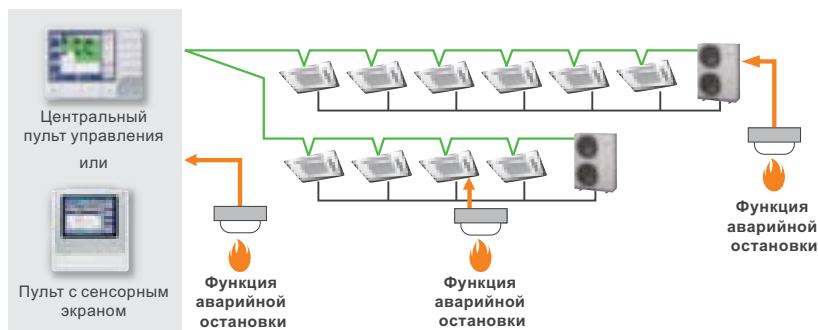 Центральный
пульт управления
или
Пульт с сенсорным
экраном
Функция
аварийной
остановки
Функция
аварийной
остановки
Функция
аварийной
остановки